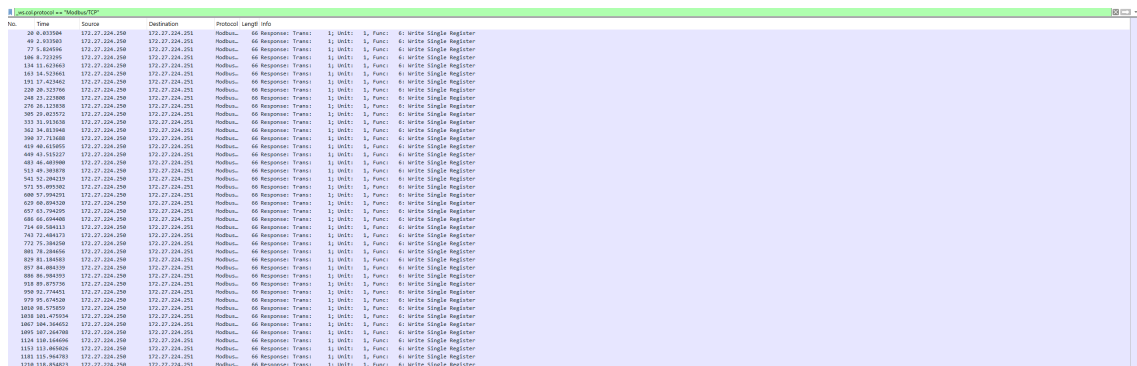 _ws.col.protocol == "Modbus/TCP"
No. Time Source Destination Protocol Length Info
20 0.033504 172.27.224.250 172.27.224.251 Modbus… 66 Response: Trans: 1; Unit: 1, Func: 6: Write Single Register
49 2.933503 172.27.224.250 172.27.224.251 Modbus… 66 Response: Trans: 1; Unit: 1, Func: 6: Write Single Register
77 5.824596 172.27.224.250 172.27.224.251 Modbus… 66 Response: Trans: 1; Unit: 1, Func: 6: Write Single Register
106 8.723295 172.27.224.250 172.27.224.251 Modbus… 66 Response: Trans: 1; Unit: 1, Func: 6: Write Single Register
134 11.623663 172.27.224.250 172.27.224.251 Modbus… 66 Response: Trans: 1; Unit: 1, Func: 6: Write Single Register
163 14.523661 172.27.224.250 172.27.224.251 Modbus… 66 Response: Trans: 1; Unit: 1, Func: 6: Write Single Register
191 17.423462 172.27.224.250 172.27.224.251 Modbus… 66 Response: Trans: 1; Unit: 1, Func: 6: Write Single Register
220 20.323766 172.27.224.250 172.27.224.251 Modbus… 66 Response: Trans: 1; Unit: 1, Func: 6: Write Single Register
248 23.223808 172.27.224.250 172.27.224.251 Modbus… 66 Response: Trans: 1; Unit: 1, Func: 6: Write Single Register
276 26.123838 172.27.224.250 172.27.224.251 Modbus… 66 Response: Trans: 1; Unit: 1, Func: 6: Write Single Register
305 29.023572 172.27.224.250 172.27.224.251 Modbus… 66 Response: Trans: 1; Unit: 1, Func: 6: Write Single Register
333 31.913638 172.27.224.250 172.27.224.251 Modbus… 66 Response: Trans: 1; Unit: 1, Func: 6: Write Single Register
362 34.813948 172.27.224.250 172.27.224.251 Modbus… 66 Response: Trans: 1; Unit: 1, Func: 6: Write Single Register
390 37.713688 172.27.224.250 172.27.224.251 Modbus… 66 Response: Trans: 1; Unit: 1, Func: 6: Write Single Register
419 40.615055 172.27.224.250 172.27.224.251 Modbus… 66 Response: Trans: 1; Unit: 1, Func: 6: Write Single Register
449 43.515227 172.27.224.250 172.27.224.251 Modbus… 66 Response: Trans: 1; Unit: 1, Func: 6: Write Single Register
483 46.403900 172.27.224.250 172.27.224.251 Modbus… 66 Response: Trans: 1; Unit: 1, Func: 6: Write Single Register
513 49.303878 172.27.224.250 172.27.224.251 Modbus… 66 Response: Trans: 1; Unit: 1, Func: 6: Write Single Register
541 52.204219 172.27.224.250 172.27.224.251 Modbus… 66 Response: Trans: 1; Unit: 1, Func: 6: Write Single Register
571 55.095302 172.27.224.250 172.27.224.251 Modbus… 66 Response: Trans: 1; Unit: 1, Func: 6: Write Single Register
600 57.994291 172.27.224.250 172.27.224.251 Modbus… 66 Response: Trans: 1; Unit: 1, Func: 6: Write Single Register
629 60.894320 172.27.224.250 172.27.224.251 Modbus… 66 Response: Trans: 1; Unit: 1, Func: 6: Write Single Register
657 63.794295 172.27.224.250 172.27.224.251 Modbus… 66 Response: Trans: 1; Unit: 1, Func: 6: Write Single Register
686 66.694408 172.27.224.250 172.27.224.251 Modbus… 66 Response: Trans: 1; Unit: 1, Func: 6: Write Single Register
714 69.584113 172.27.224.250 172.27.224.251 Modbus… 66 Response: Trans: 1; Unit: 1, Func: 6: Write Single Register
743 72.484173 172.27.224.250 172.27.224.251 Modbus… 66 Response: Trans: 1; Unit: 1, Func: 6: Write Single Register
772 75.384250 172.27.224.250 172.27.224.251 Modbus… 66 Response: Trans: 1; Unit: 1, Func: 6: Write Single Register
801 78.284656 172.27.224.250 172.27.224.251 Modbus… 66 Response: Trans: 1; Unit: 1, Func: 6: Write Single Register
829 81.184583 172.27.224.250 172.27.224.251 Modbus… 66 Response: Trans: 1; Unit: 1, Func: 6: Write Single Register
857 84.084339 172.27.224.250 172.27.224.251 Modbus… 66 Response: Trans: 1; Unit: 1, Func: 6: Write Single Register
886 86.984393 172.27.224.250 172.27.224.251 Modbus… 66 Response: Trans: 1; Unit: 1, Func: 6: Write Single Register
918 89.875736 172.27.224.250 172.27.224.251 Modbus… 66 Response: Trans: 1; Unit: 1, Func: 6: Write Single Register
950 92.774451 172.27.224.250 172.27.224.251 Modbus… 66 Response: Trans: 1; Unit: 1, Func: 6: Write Single Register
979 95.674520 172.27.224.250 172.27.224.251 Modbus… 66 Response: Trans: 1; Unit: 1, Func: 6: Write Single Register
1010 98.575859 172.27.224.250 172.27.224.251 Modbus… 66 Response: Trans: 1; Unit: 1, Func: 6: Write Single Register
1038 101.475934 172.27.224.250 172.27.224.251 Modbus… 66 Response: Trans: 1; Unit: 1, Func: 6: Write Single Register
1067 104.364652 172.27.224.250 172.27.224.251 Modbus… 66 Response: Trans: 1; Unit: 1, Func: 6: Write Single Register
1095 107.264708 172.27.224.250 172.27.224.251 Modbus… 66 Response: Trans: 1; Unit: 1, Func: 6: Write Single Register
1124 110.164696 172.27.224.250 172.27.224.251 Modbus… 66 Response: Trans: 1; Unit: 1, Func: 6: Write Single Register
1153 113.065026 172.27.224.250 172.27.224.251 Modbus… 66 Response: Trans: 1; Unit: 1, Func: 6: Write Single Register
1181 115.964783 172.27.224.250 172.27.224.251 Modbus… 66 Response: Trans: 1; Unit: 1, Func: 6: Write Single Register
1210 118.854823 172.27.224.250 172.27.224.251 Modbus… 66 Response: Trans: 1; Unit: 1, Func: 6: Write Single Register